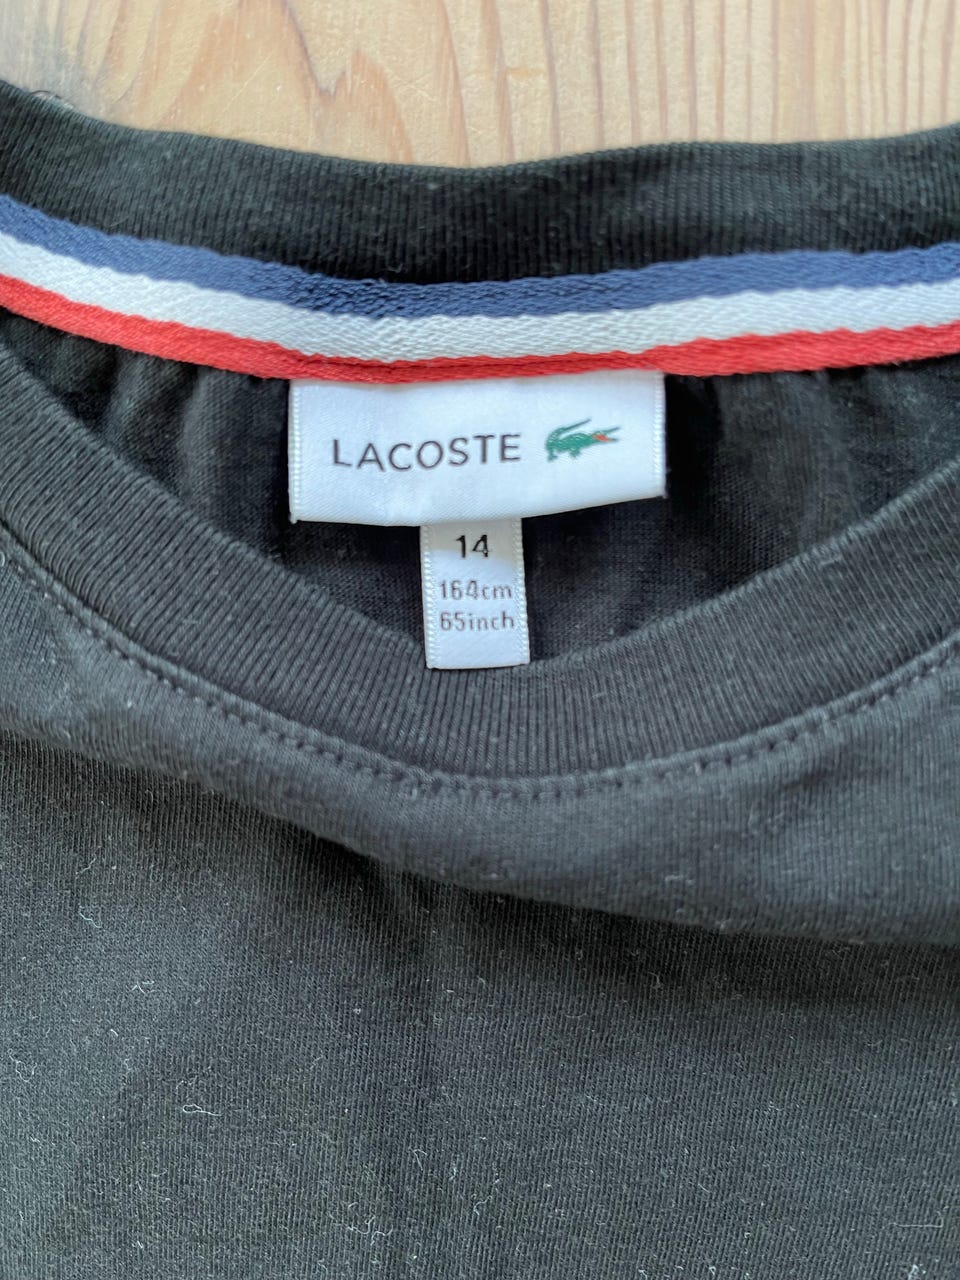 LACOSTE
14
164cm
65inch